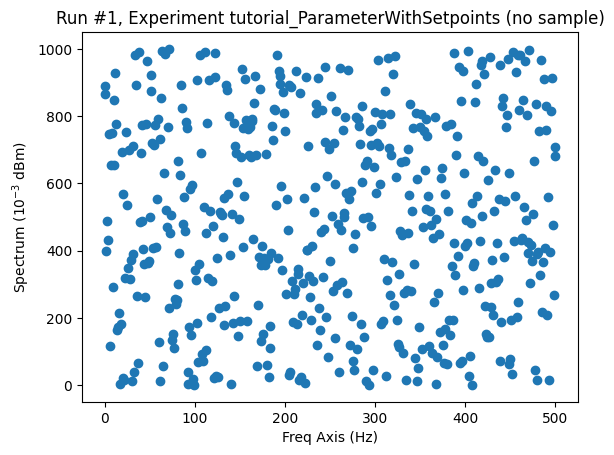 Run #1, Experiment tutorial_ParameterWithSetpoints (no sample)
1000
800
600
400
200
0
Spectrum (10⁻³ dBm)
0 100 200 300 400 500
Freq Axis (Hz)